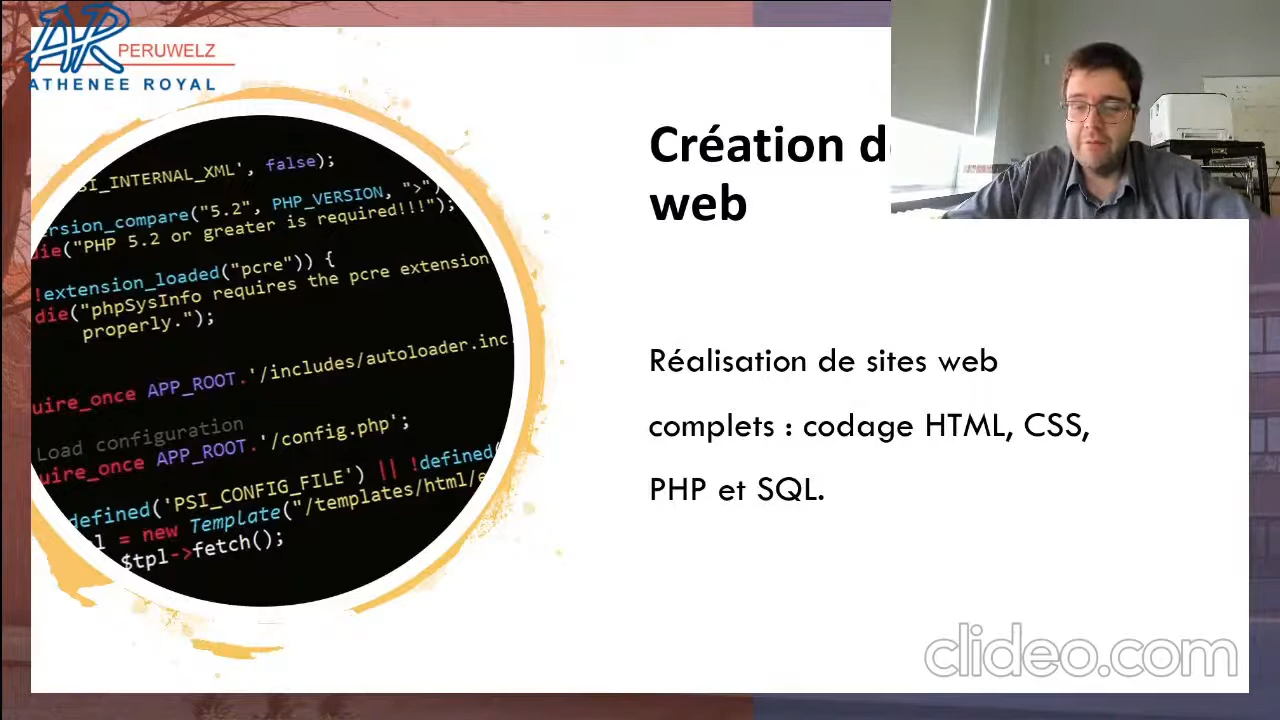 AR PERUWELZ
ATHENEE ROYAL
Création d
web
Réalisation de sites web
complets : codage HTML, CSS,
PHP et SQL.
SI_INTERNAL_XML', false);
ersion_compare("5.2", PHP_VERSION, ">")
die("PHP 5.2 or greater is required!!!");
!extension_loaded("pcre")) {
die("phpSysInfo requires the pcre extension
properly.");
uire_once APP_ROOT.'/includes/autoloader.inc.
Load configuration
uire_once APP_ROOT.'/config.php';
defined('PSI_CONFIG_FILE') || !defined(
pl = new Template("/templates/html/e
$tpl->fetch();
clideo.com